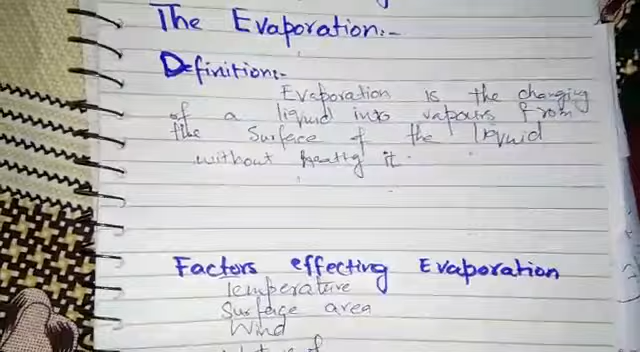 The Evaporation:-
Definition:-
Evaporation is the changing
of a liquid into vapours from
the Surface of the liquid
without heating it.
Factors effecting Evaporation
Temperature
Surface area
Wind
of